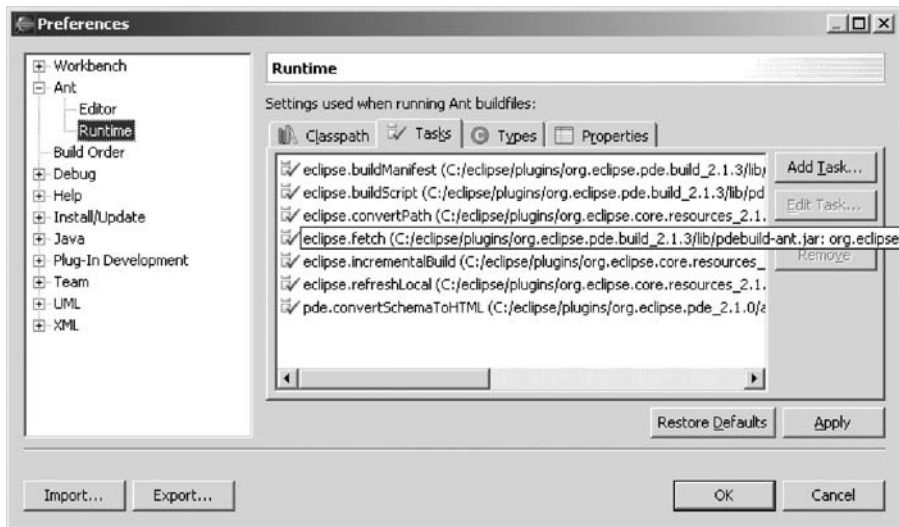 Preferences
Workbench
Ant
Editor
Runtime
Build Order
Debug
Help
Install/Update
Java
Plug-In Development
Team
UML
XML
Runtime
Settings used when running Ant buildfiles:
Classpath Tasks Types Properties
eclipse.buildManifest (C:/eclipse/plugins/org.eclipse.pde.build_2.1.3/lib/
eclipse.buildScript (C:/eclipse/plugins/org.eclipse.pde.build_2.1.3/lib/pd
eclipse.convertPath (C:/eclipse/plugins/org.eclipse.core.resources_2.1.
eclipse.fetch (C:/eclipse/plugins/org.eclipse.pde.build_2.1.3/lib/pdebuild-ant.jar: org.eclipse
eclipse.incrementalBuild (C:/eclipse/plugins/org.eclipse.core.resources_
eclipse.refreshLocal (C:/eclipse/plugins/org.eclipse.core.resources_2.1.
pde.convertSchemaToHTML (C:/eclipse/plugins/org.eclipse.pde_2.1.0/a
Add Task...
Edit Task...
Remove
Restore Defaults Apply
Import... Export... OK Cancel